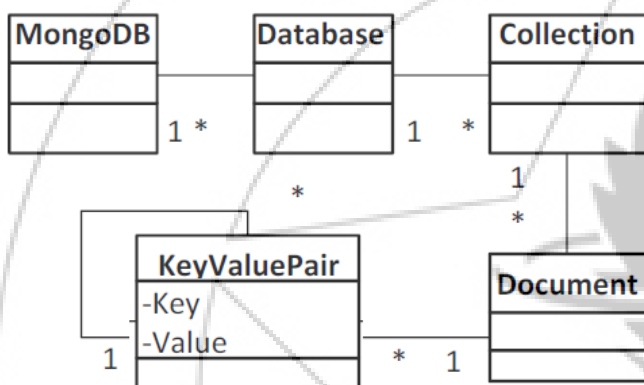 MongoDB
Database
Collection
1 *
1 *
1
*
*
KeyValuePair
-Key
-Value
1
Document
* 1